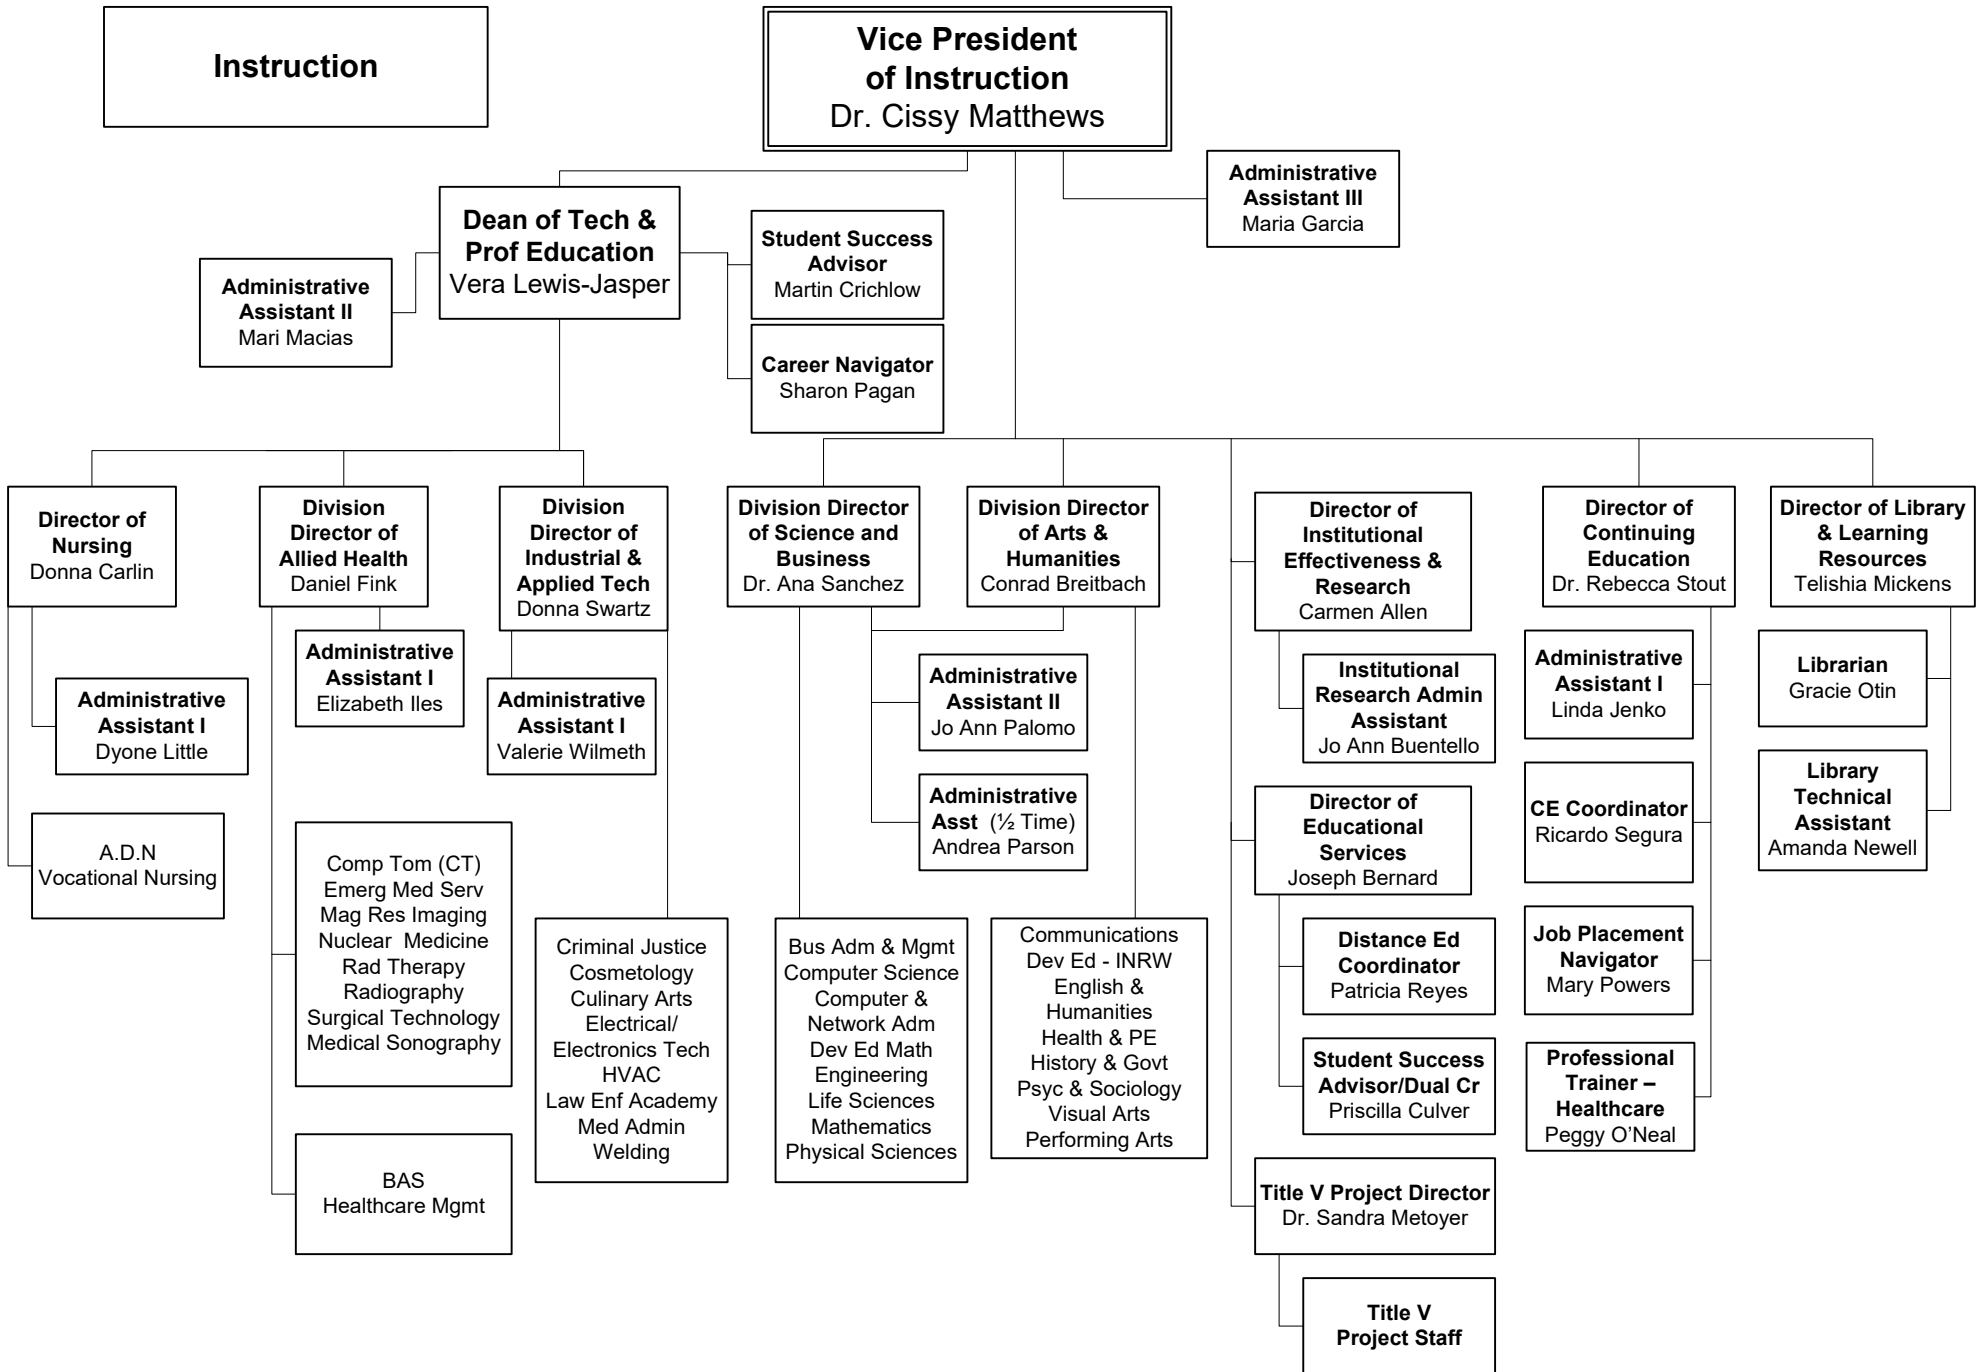 Instruction
Vice President
of Instruction
Dr. Cissy Matthews
Administrative
Assistant III
Maria Garcia
Dean of Tech &
Prof Education
Vera Lewis-Jasper
Administrative
Assistant II
Mari Macias
Student Success
Advisor
Martin Crichlow
Career Navigator
Sharon Pagan
Director of
Nursing
Donna Carlin
Administrative
Assistant I
Dyone Little
A.D.N
Vocational Nursing
Division
Director of
Allied Health
Daniel Fink
Administrative
Assistant I
Elizabeth Iles
Comp Tom (CT)
Emerg Med Serv
Mag Res Imaging
Nuclear Medicine
Rad Therapy
Radiography
Surgical Technology
Medical Sonography
BAS
Healthcare Mgmt
Division
Director of
Industrial &
Applied Tech
Donna Swartz
Administrative
Assistant I
Valerie Wilmeth
Criminal Justice
Cosmetology
Culinary Arts
Electrical/
Electronics Tech
HVAC
Law Enf Academy
Med Admin
Welding
Division Director
of Science and
Business
Dr. Ana Sanchez
Division Director
of Arts &
Humanities
Conrad Breitbach
Administrative
Assistant II
Jo Ann Palomo
Administrative
Asst (½ Time)
Andrea Parson
Bus Adm & Mgmt
Computer Science
Computer &
Network Adm
Dev Ed Math
Engineering
Life Sciences
Mathematics
Physical Sciences
Communications
Dev Ed - INRW
English &
Humanities
Health & PE
History & Govt
Psyc & Sociology
Visual Arts
Performing Arts
Director of
Institutional
Effectiveness &
Research
Carmen Allen
Institutional
Research Admin
Assistant
Jo Ann Buentello
Director of
Educational
Services
Joseph Bernard
Distance Ed
Coordinator
Patricia Reyes
Student Success
Advisor/Dual Cr
Priscilla Culver
Title V Project Director
Dr. Sandra Metoyer
Title V
Project Staff
Director of
Continuing
Education
Dr. Rebecca Stout
Administrative
Assistant I
Linda Jenko
CE Coordinator
Ricardo Segura
Job Placement
Navigator
Mary Powers
Professional
Trainer –
Healthcare
Peggy O’Neal
Director of Library
& Learning
Resources
Telishia Mickens
Librarian
Gracie Otin
Library
Technical
Assistant
Amanda Newell